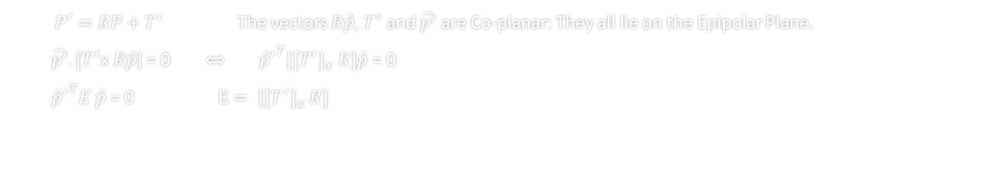 P′ = RP + T′ The vectors Rp̂, T′ and p̂′ are Co-planar: They all lie on the Epipolar Plane.
p̂′. [T′x Rp̂] = 0 ⇔ p̂′ᵀ[[T′]ₓ R]p̂ = 0
p̂′ᵀE p̂ = 0 E = [[T′]ₓ R]